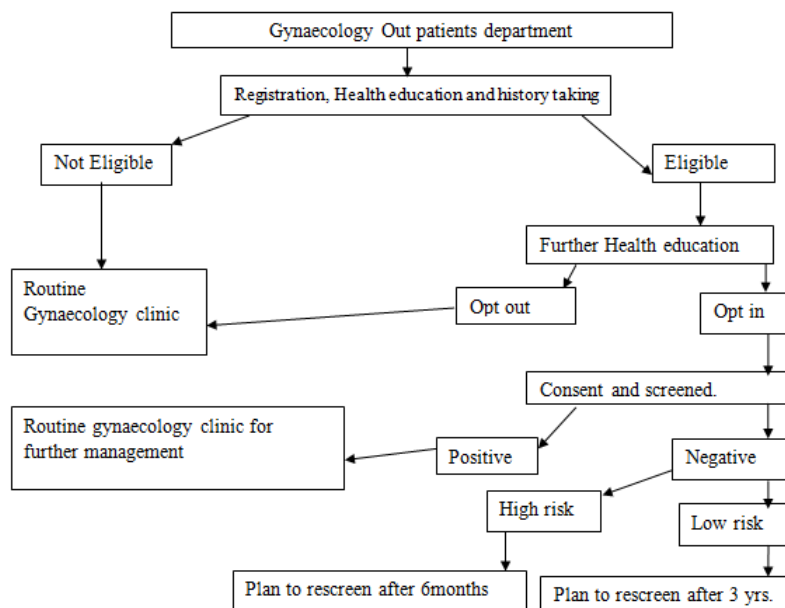 Gynaecology Out patients department
Registration, Health education and history taking
Not Eligible
Eligible
Further Health education
Routine
Gynaecology clinic
Opt out
Opt in
Consent and screened.
Routine gynaecology clinic for
further management
Positive
Negative
High risk
Low risk
Plan to rescreen after 6months
Plan to rescreen after 3 yrs.